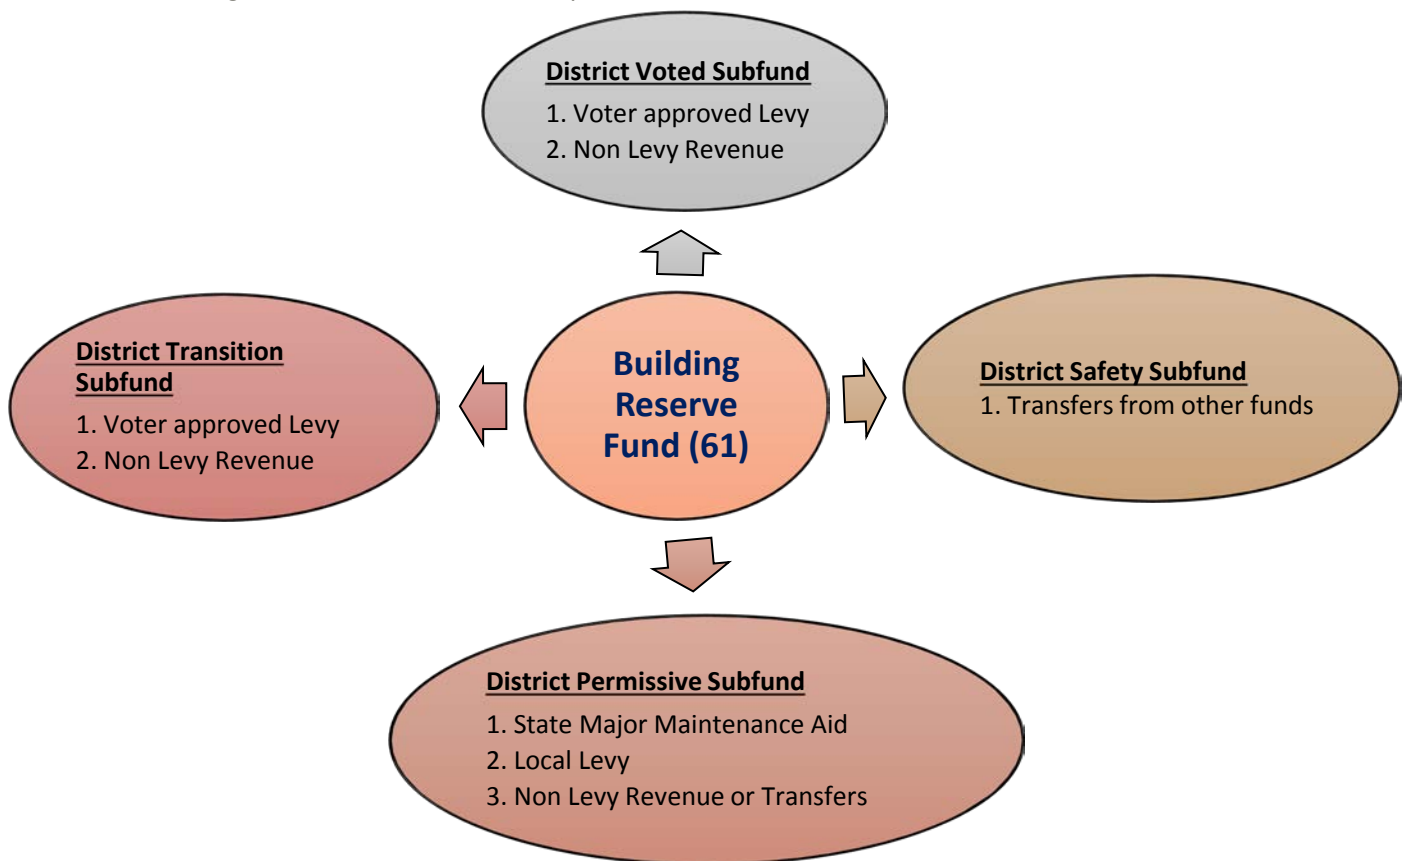 District Voted Subfund
1. Voter approved Levy
2. Non Levy Revenue
District Transition
Subfund
1. Voter approved Levy
2. Non Levy Revenue
Building
Reserve
Fund (61)
District Safety Subfund
1. Transfers from other funds
District Permissive Subfund
1. State Major Maintenance Aid
2. Local Levy
3. Non Levy Revenue or Transfers